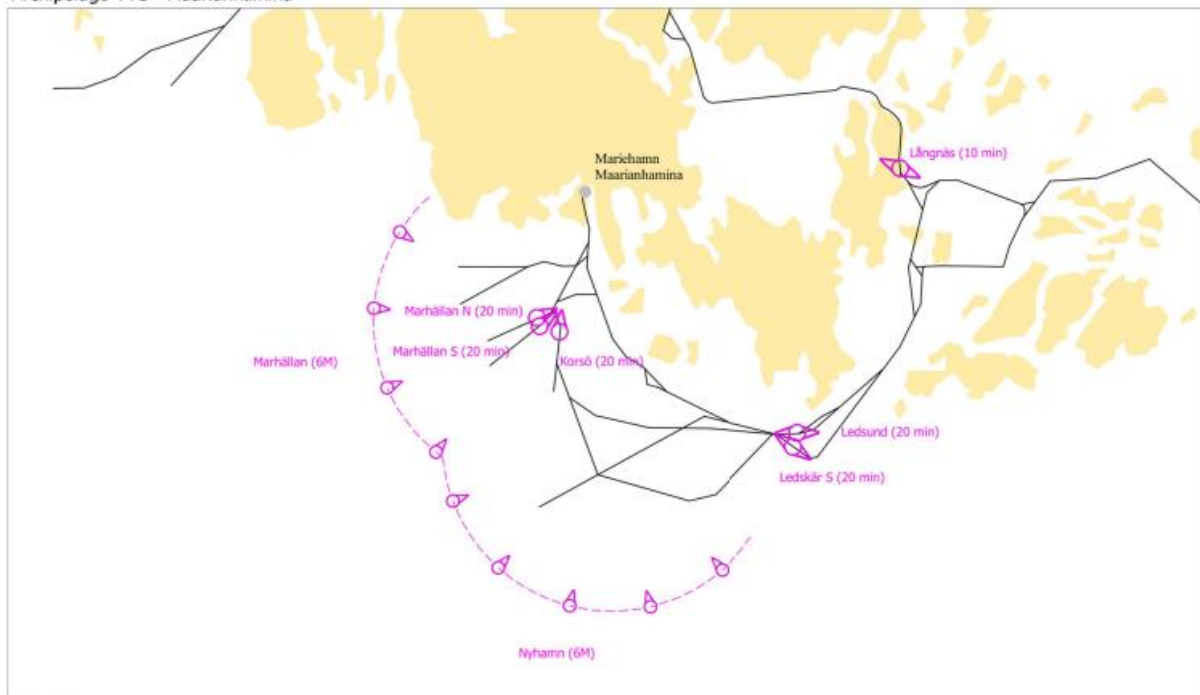 Mariehamn
Maarianhamina
Långnäs (10 min)
Marhällan N (20 min)
Marhällan S (20 min)
Korsö (20 min)
Marhällan (6M)
Ledsund (20 min)
Ledskär S (20 min)
Nyhamn (6M)